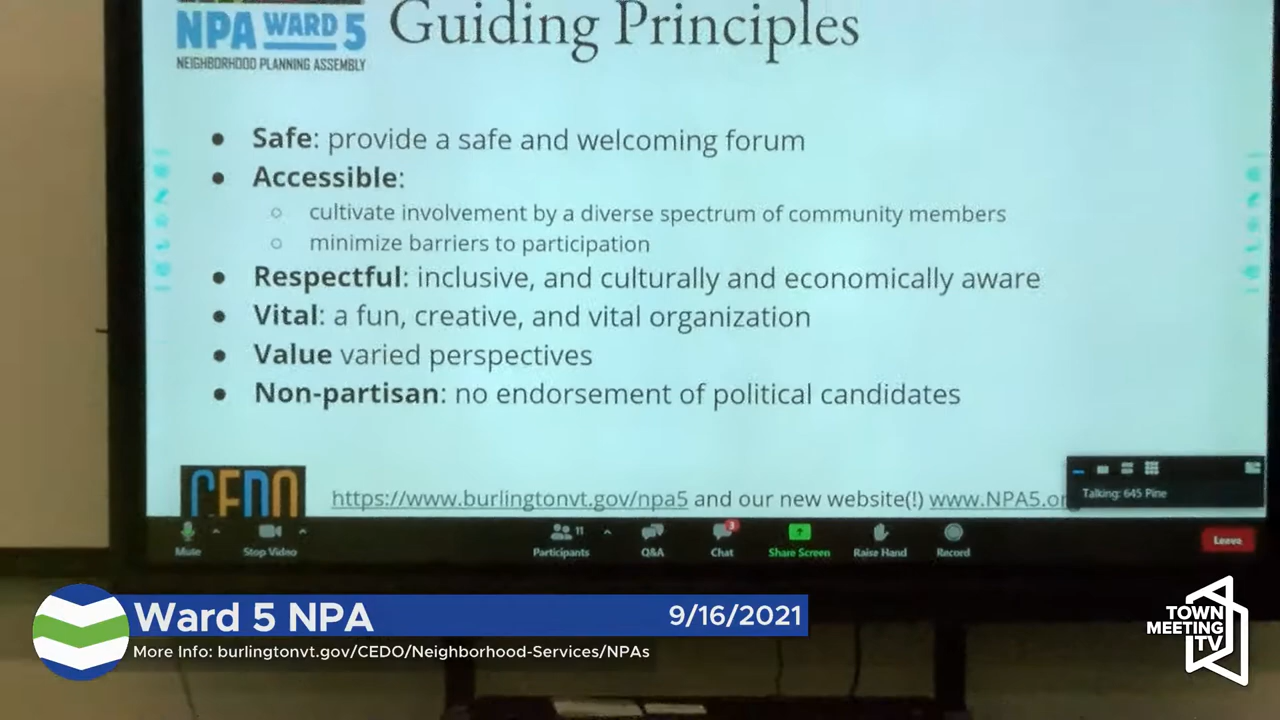 NPA WARD 5
NEIGHBORHOOD PLANNING ASSEMBLY
Guiding Principles
Safe: provide a safe and welcoming forum
Accessible:
cultivate involvement by a diverse spectrum of community members
minimize barriers to participation
Respectful: inclusive, and culturally and economically aware
Vital: a fun, creative, and vital organization
Value varied perspectives
Non-partisan: no endorsement of political candidates
CEDO
https://www.burlingtonvt.gov/npa5 and our new website(!) www.NPA5.or
Talking: 645 Pine
Mute
Stop Video
11
Participants
Q&A
3
Chat
Share Screen
Raise Hand
Record
Leave
Ward 5 NPA
9/16/2021
More Info: burlingtonvt.gov/CEDO/Neighborhood-Services/NPAs
TOWN
MEETING
TV